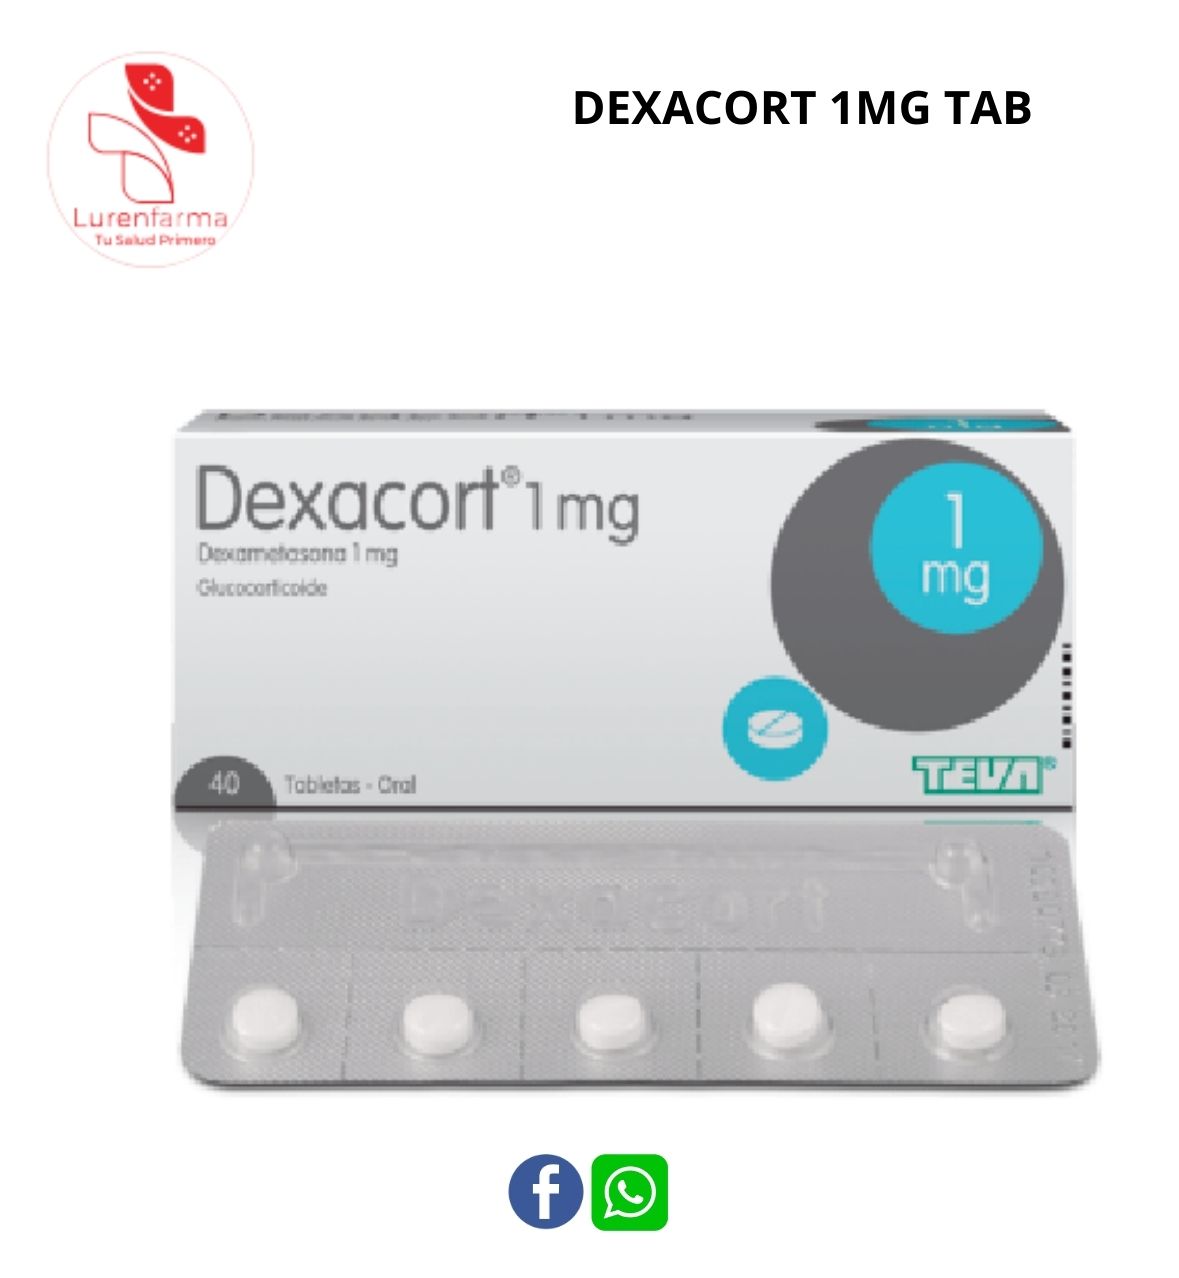 Lurenfarma
Tu Salud Primero
DEXACORT 1MG TAB
Dexacort® 1 mg
Dexametasona 1 mg
Glucocorticoide
1
mg
40
Tabletas - Oral
TEVA®
Dexacort